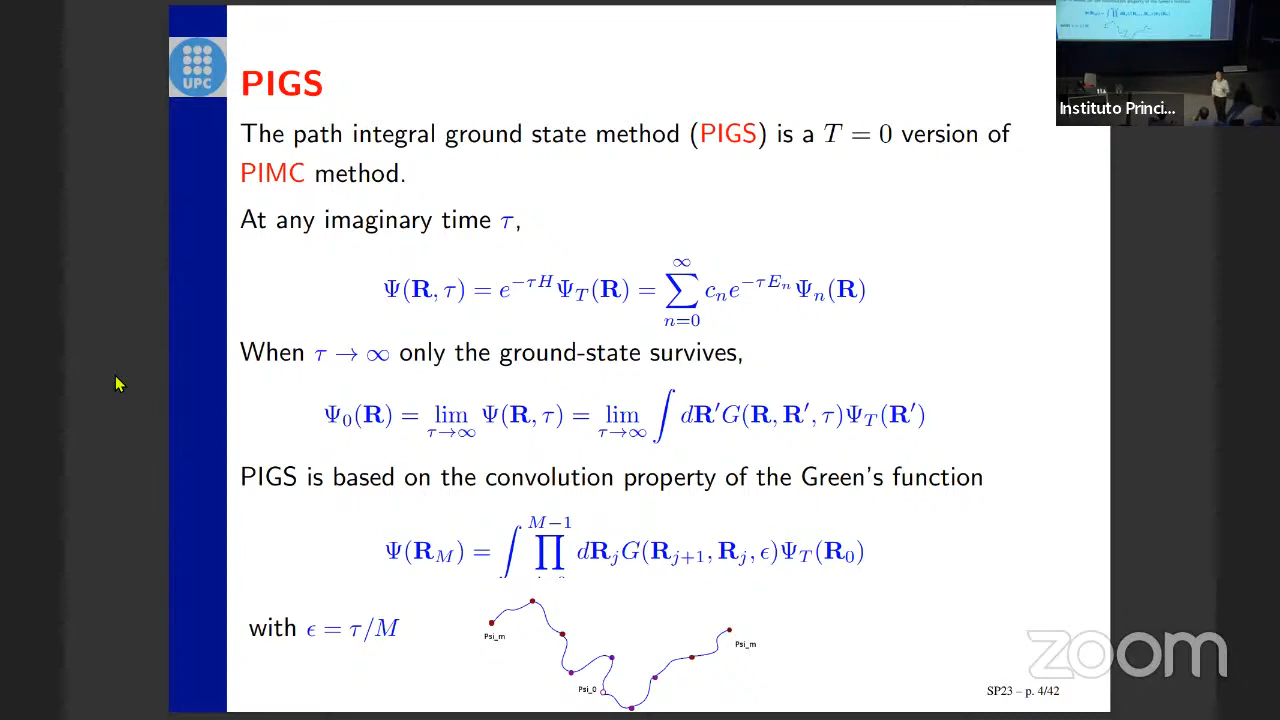 UPC
PIGS
The path integral ground state method (PIGS) is a T = 0 version of
PIMC method.
At any imaginary time τ,
Ψ(R, τ) = e^{−τH}Ψ_T(R) = ∑_{n=0}^{∞} c_n e^{−τE_n}Ψ_n(R)
When τ → ∞ only the ground-state survives,
Ψ_0(R) = lim_{τ→∞} Ψ(R, τ) = lim_{τ→∞} ∫ dR′G(R, R′, τ)Ψ_T(R′)
PIGS is based on the convolution property of the Green's function
Ψ(R_M) = ∫ ∏^{M−1} dR_jG(R_{j+1}, R_j, ϵ)Ψ_T(R_0)
with ϵ = τ/M
Psi_m
Psi_m
Psi_0
SP23 – p. 4/42
Instituto Princi...
zoom